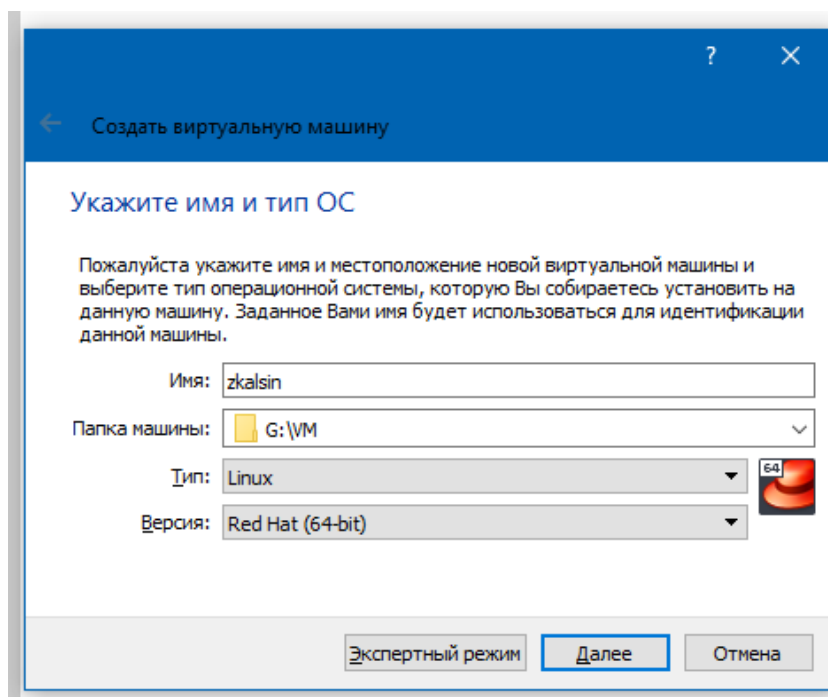 ?
Создать виртуальную машину
Укажите имя и тип ОС
Пожалуйста укажите имя и местоположение новой виртуальной машины и
выберите тип операционной системы, которую Вы собираетесь установить на
данную машину. Заданное Вами имя будет использоваться для идентификации
данной машины.
Имя: zkalsin
Папка машины: G:\VM
Тип: Linux
64
Версия: Red Hat (64-bit)
Экспертный режим Далее Отмена